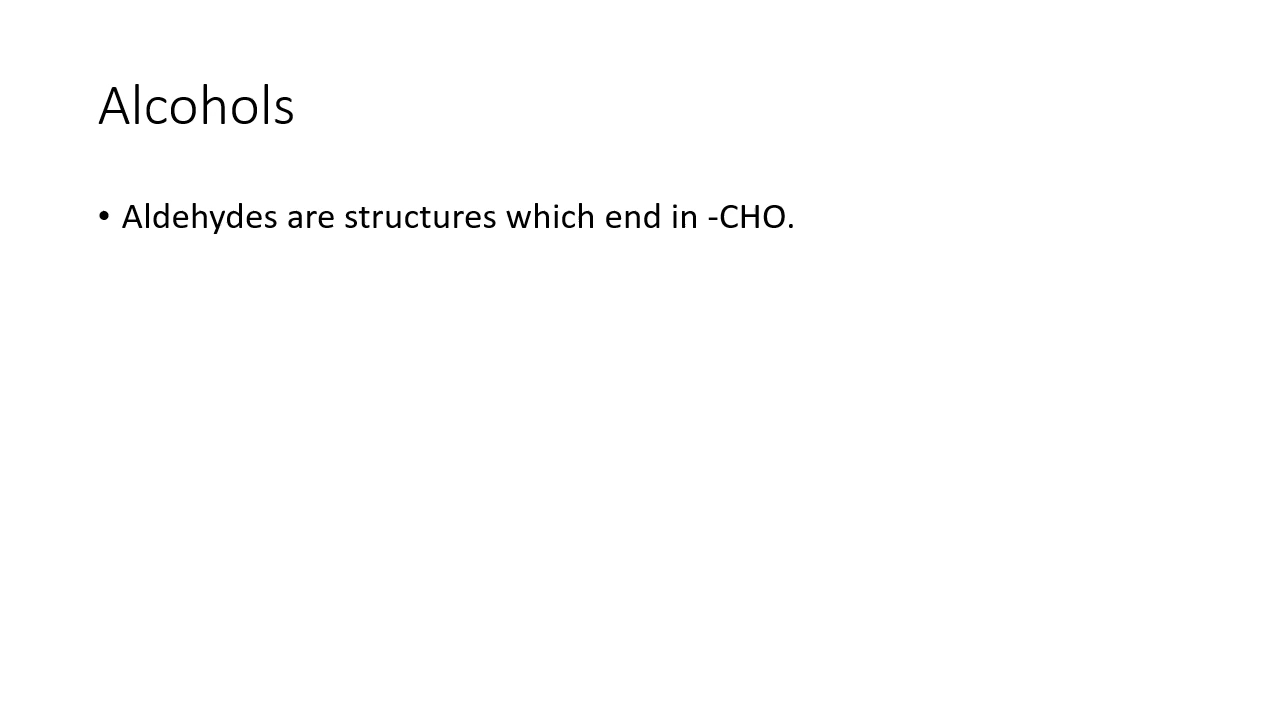 Alcohols
• Aldehydes are structures which end in -CHO.